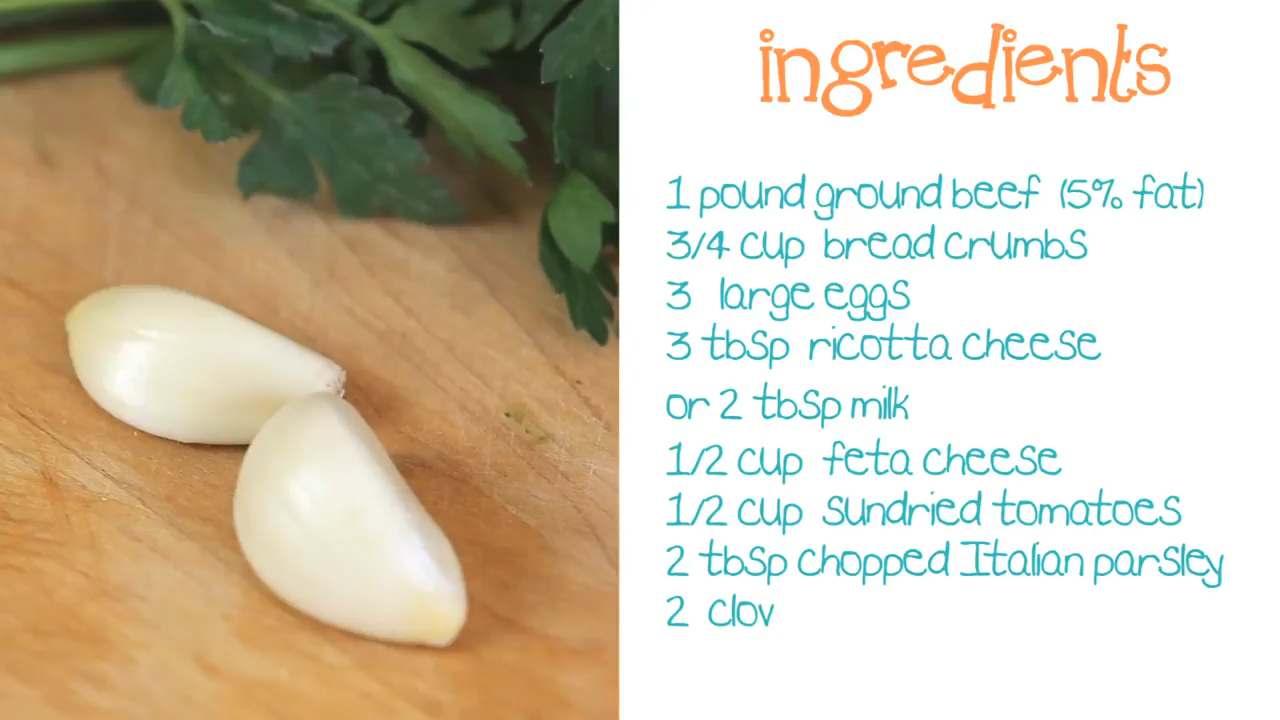 ingredients
1 pound ground beef (5% fat)
3/4 cup bread crumbs
3 large eggs
3 tbsp ricotta cheese
or 2 tbsp milk
1/2 cup feta cheese
1/2 cup sundried tomatoes
2 tbsp chopped Italian parsley
2 clov